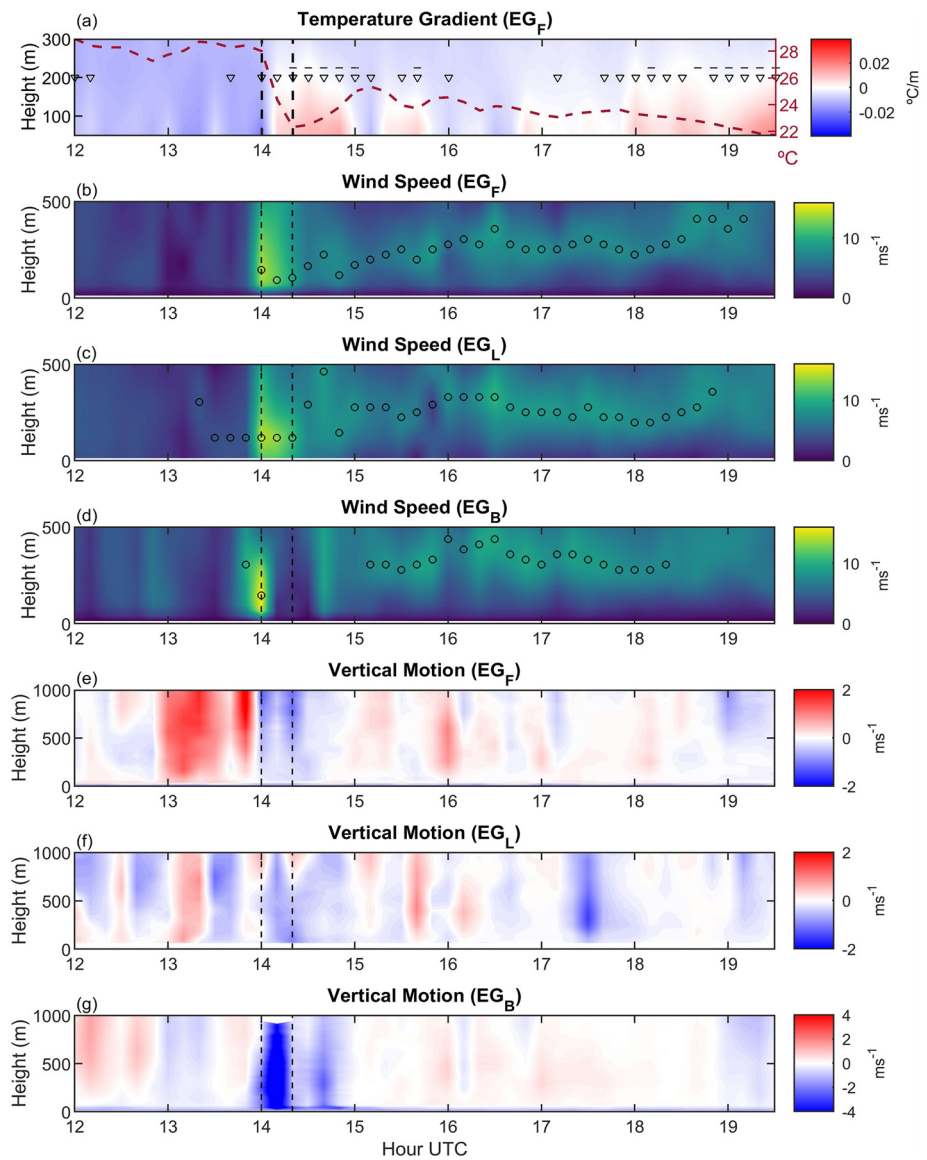 (a) Temperature Gradient (EG_F)
Height (m)
300
200
100
12 13 14 15 16 17 18 19
28
26
24
22
ºC
0.02
0
-0.02
ºC/m
(b) Wind Speed (EG_F)
Height (m)
500
0
12 13 14 15 16 17 18 19
10
0
ms⁻¹
(c) Wind Speed (EG_L)
Height (m)
500
0
12 13 14 15 16 17 18 19
10
0
ms⁻¹
(d) Wind Speed (EG_B)
Height (m)
500
0
12 13 14 15 16 17 18 19
10
0
ms⁻¹
(e) Vertical Motion (EG_F)
Height (m)
1000
500
0
12 13 14 15 16 17 18 19
2
0
-2
ms⁻¹
(f) Vertical Motion (EG_L)
Height (m)
1000
500
0
12 13 14 15 16 17 18 19
2
0
-2
ms⁻¹
(g) Vertical Motion (EG_B)
Height (m)
1000
500
0
12 13 14 15 16 17 18 19
4
2
0
-2
-4
ms⁻¹
Hour UTC